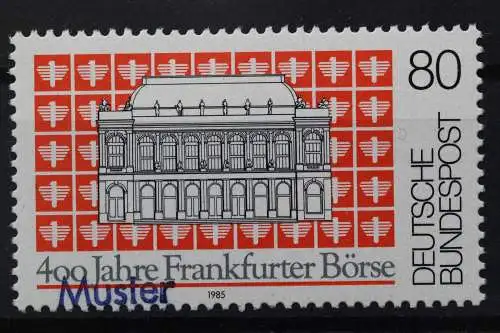 80
DEUTSCHE
BUNDESPOST
400 Jahre Frankfurter Börse
Muster
1985